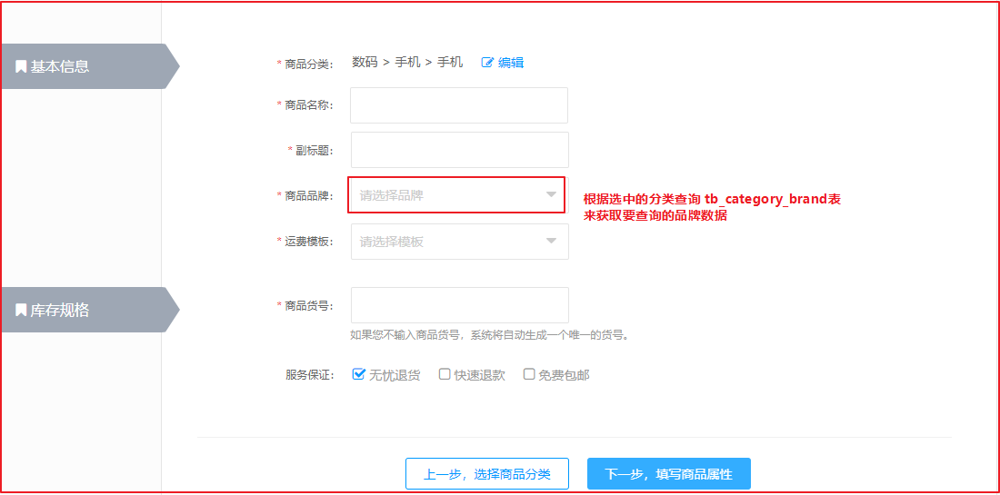 基本信息
* 商品分类： 数码 > 手机 > 手机 编辑
* 商品名称：
* 副标题：
* 商品品牌： 请选择品牌
根据选中的分类查询 tb_category_brand表
来获取要查询的品牌数据
* 运费模板： 请选择模板
库存规格
* 商品货号：
如果您不输入商品货号，系统将自动生成一个唯一的货号。
服务保证： 无忧退货 快速退款 免费包邮
上一步，选择商品分类 下一步，填写商品属性